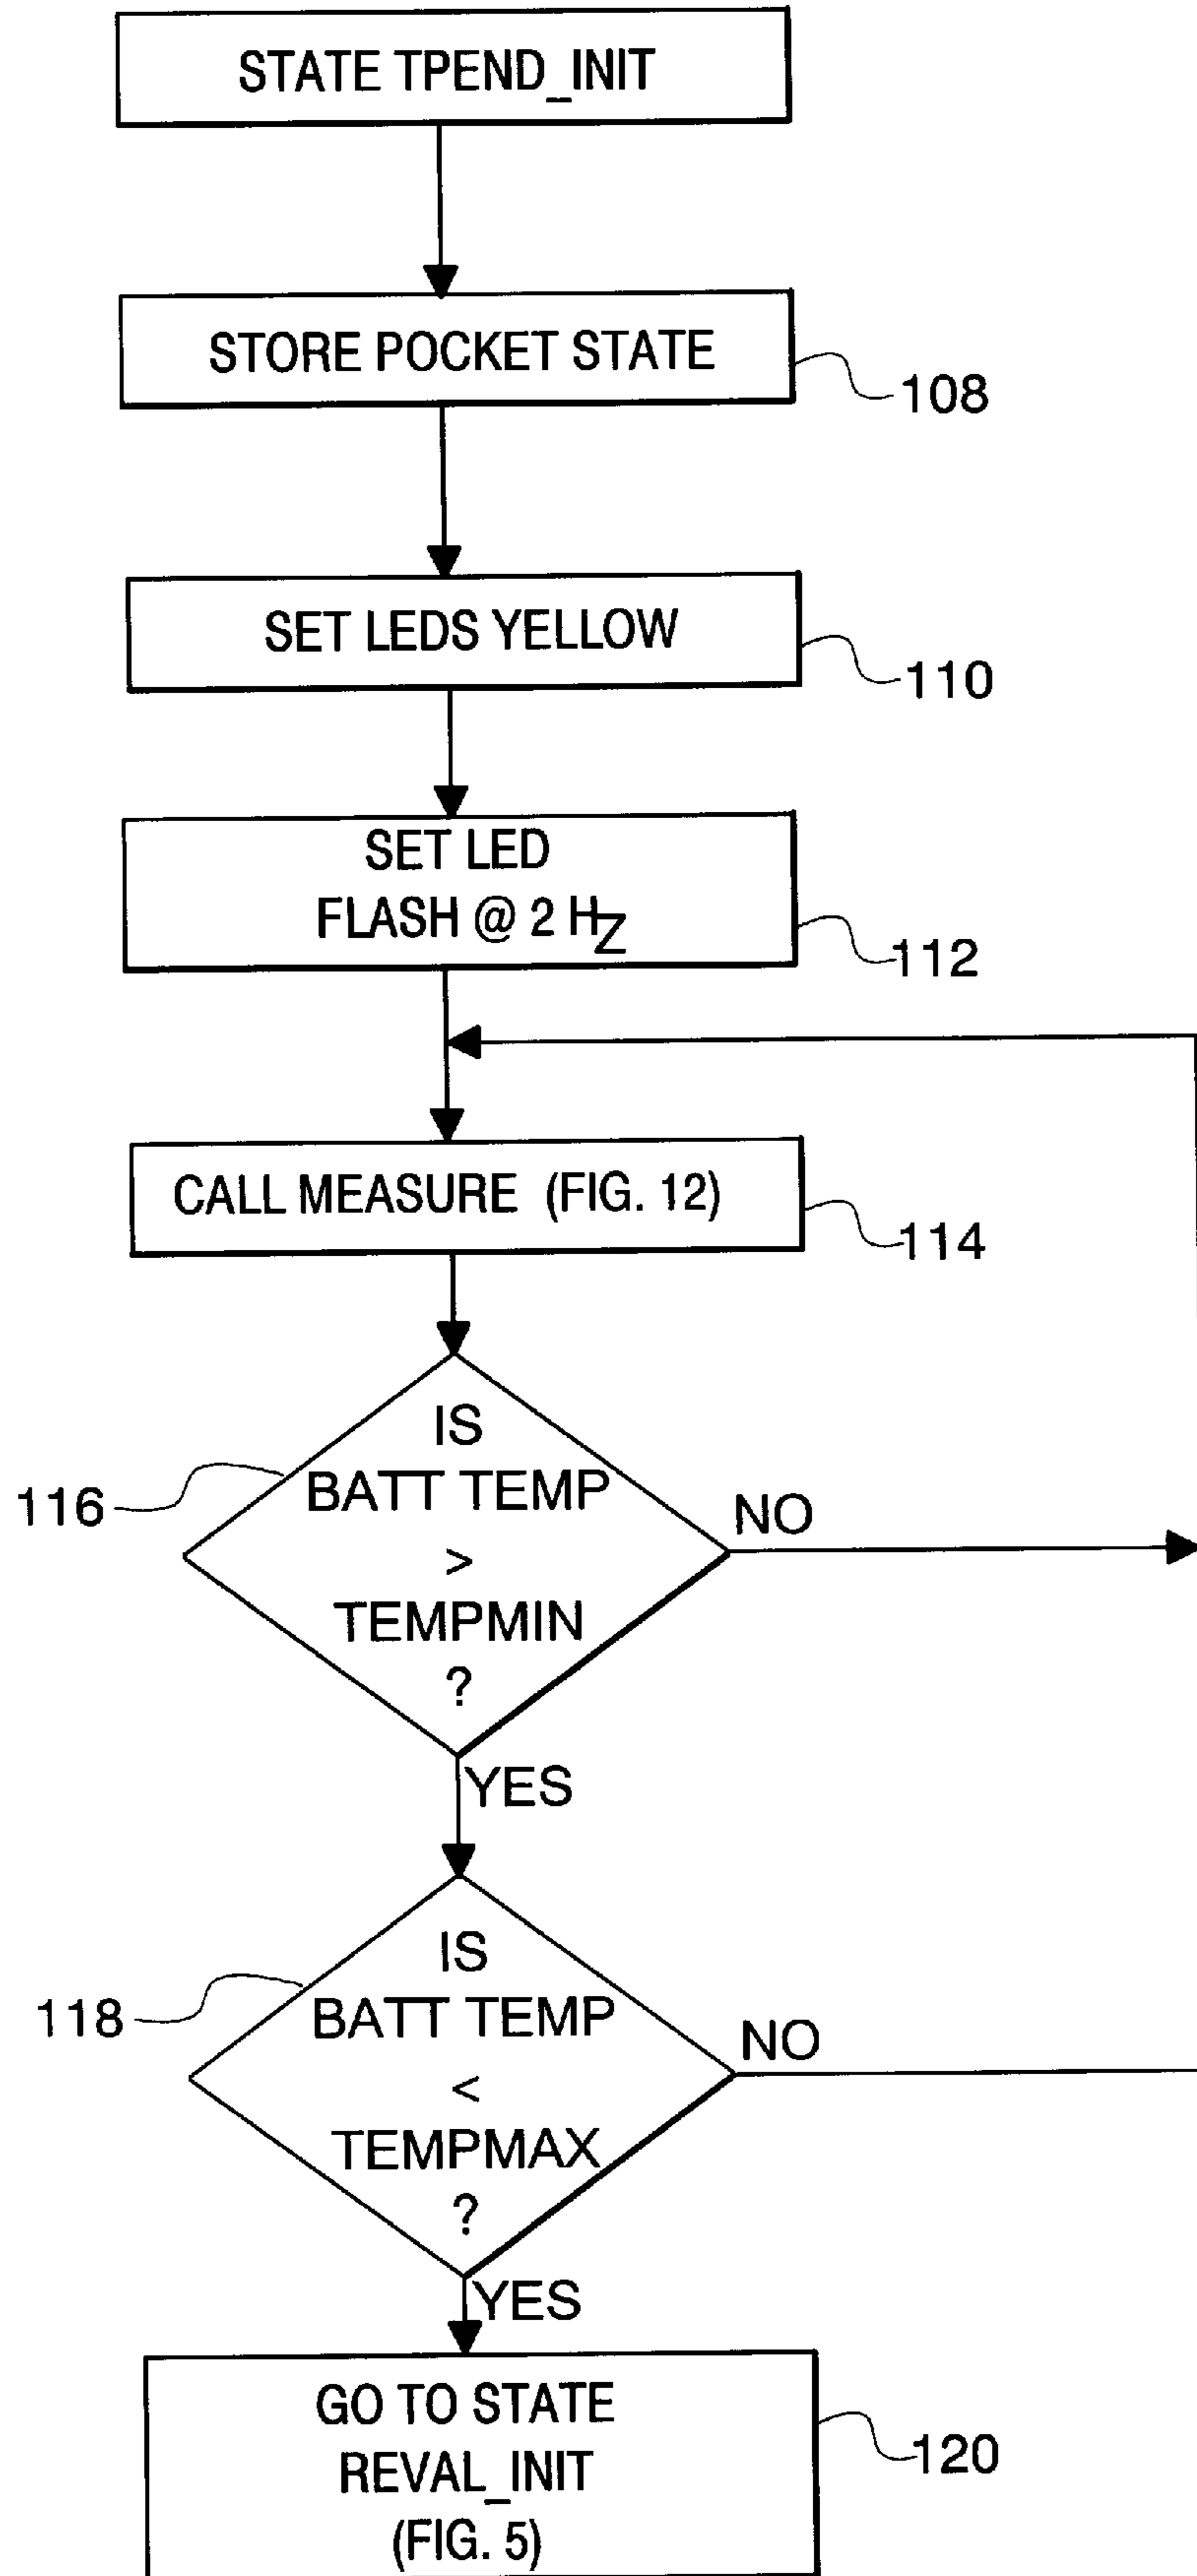 STATE TPEND_INIT
STORE POCKET STATE
108
SET LEDS YELLOW
110
SET LED
FLASH @ 2 HZ
112
CALL MEASURE (FIG. 12)
114
IS
BATT TEMP
>
TEMPMIN
?
116
NO
YES
IS
BATT TEMP
<
TEMPMAX
?
118
NO
YES
GO TO STATE
REVAL_INIT
(FIG. 5)
120